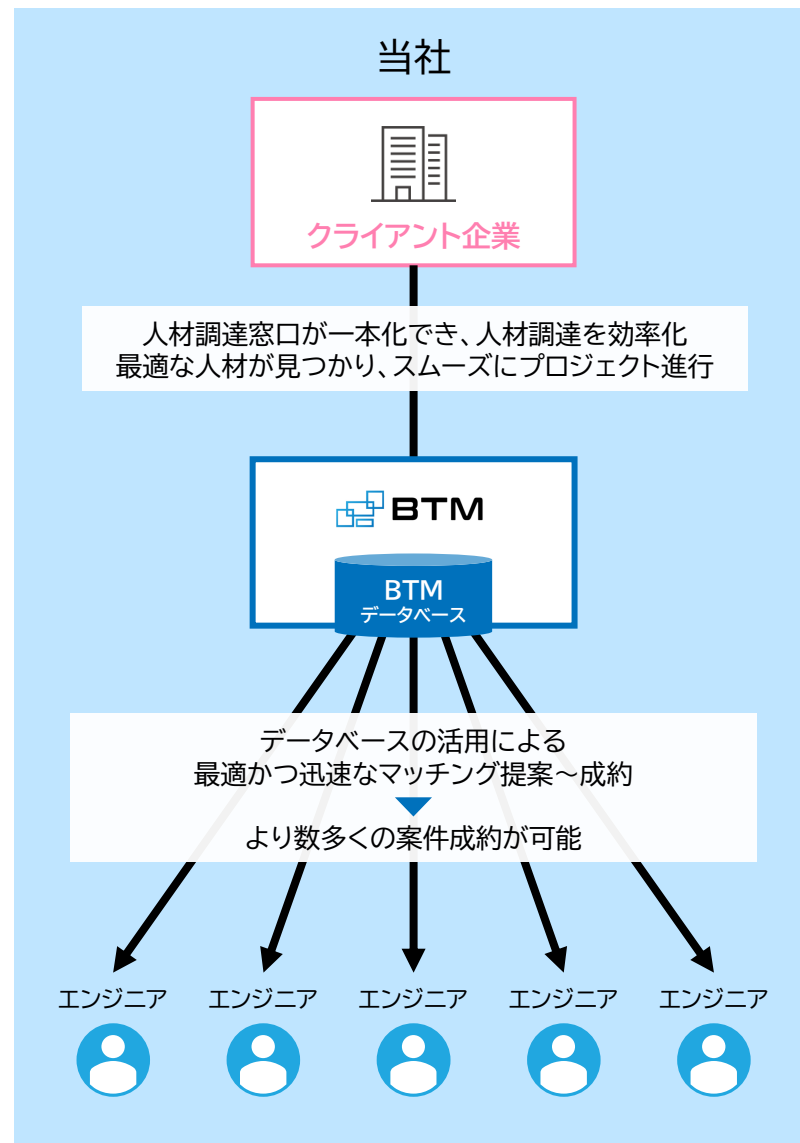 当社
クライアント企業
人材調達窓口が一本化でき、人材調達を効率化
最適な人材が見つかり、スムーズにプロジェクト進行
BTM
BTM
データベース
データベースの活用による
最適かつ迅速なマッチング提案～成約
より数多くの案件成約が可能
エンジニア エンジニア エンジニア エンジニア エンジニア